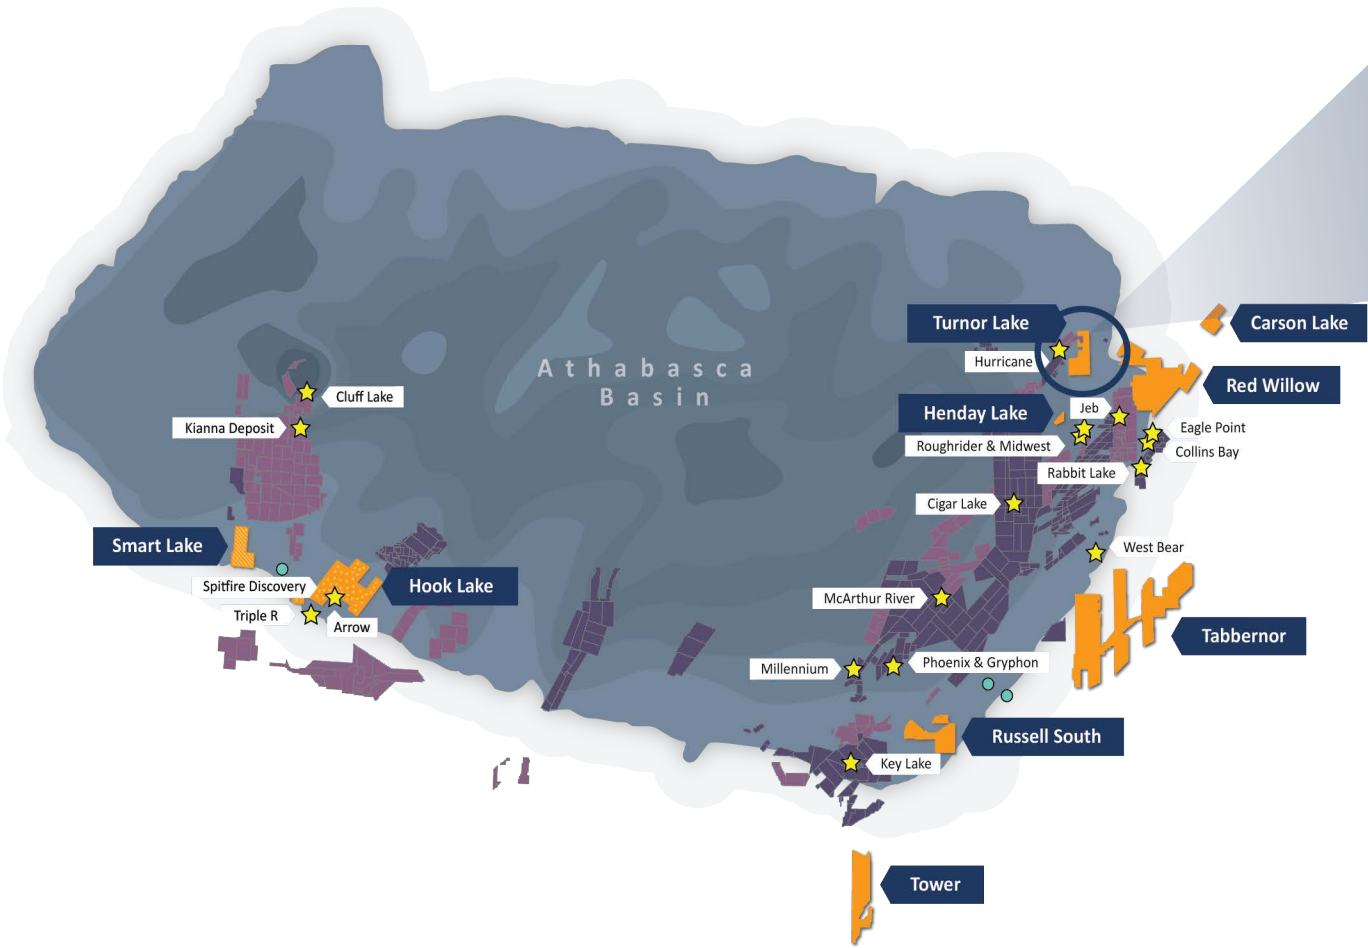 Turnor Lake
Carson Lake
Hurricane
Athabasca
Basin
Red Willow
Cluff Lake
Henday Lake
Jeb
Kianna Deposit
Eagle Point
Roughrider & Midwest
Collins Bay
Rabbit Lake
Cigar Lake
Smart Lake
West Bear
Spitfire Discovery
Hook Lake
McArthur River
Triple R
Arrow
Tabbernor
Millennium
Phoenix & Gryphon
Russell South
Key Lake
Tower